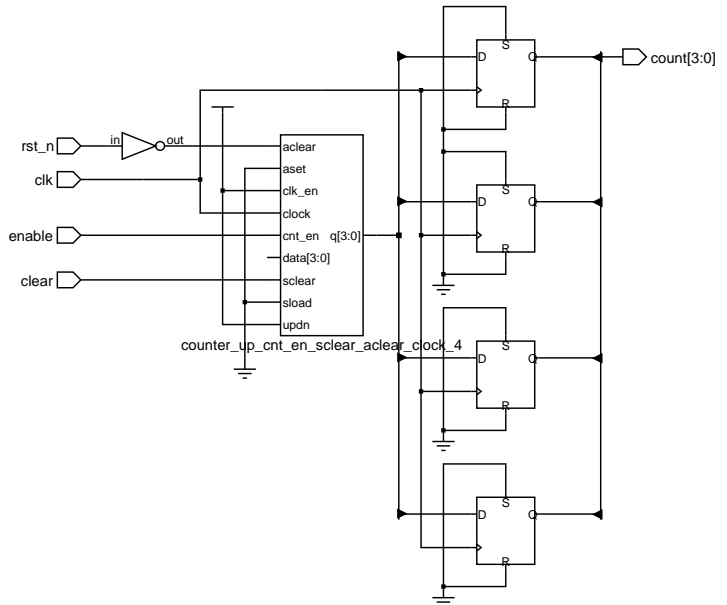 S
D
Q
R
count[3:0]
rst_n
in
out
clk
enable
clear
aclear
aset
clk_en
clock
cnt_en
q[3:0]
data[3:0]
sclear
sload
updn
counter_up_cnt_en_sclear_aclear_clock_4
S
D
Q
R
S
D
Q
R
S
D
Q
R